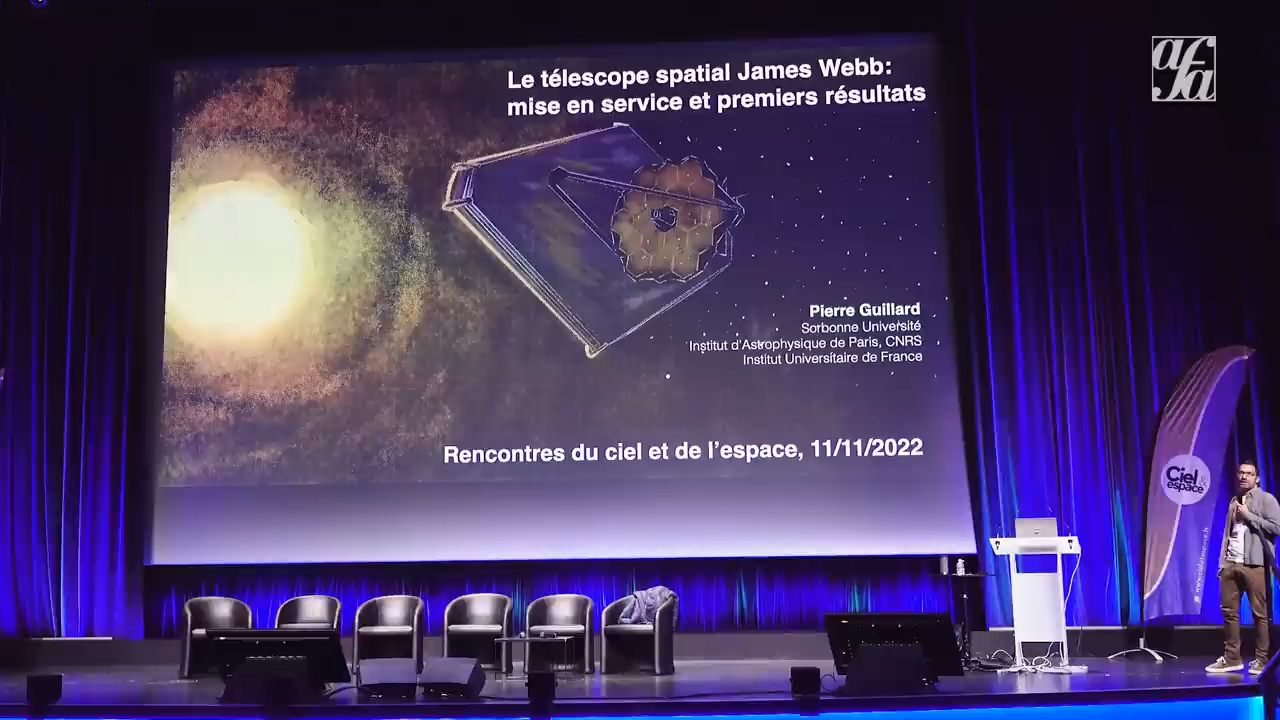 Le télescope spatial James Webb:
mise en service et premiers résultats
Pierre Guillard
Sorbonne Université
Institut d'Astrophysique de Paris, CNRS
Institut Universitaire de France
Rencontres du ciel et de l'espace, 11/11/2022
afa
Ciel &
espace